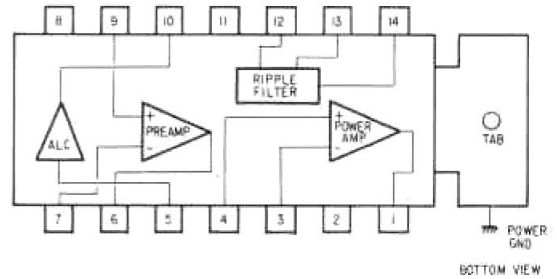 8 9 10 11 12 13 14
RIPPLE
FILTER
+
PREAMP
-
ALC
+
POWER
AMP
-
TAB
7 6 5 4 3 2 1
POWER
GND
BOTTOM VIEW